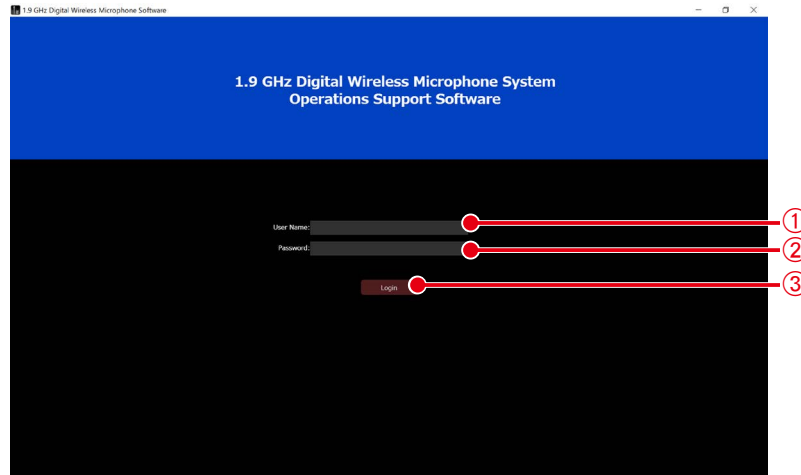 1.9 GHz Digital Wireless Microphone Software
1.9 GHz Digital Wireless Microphone System
Operations Support Software
User Name:
①
Password:
②
Login
③